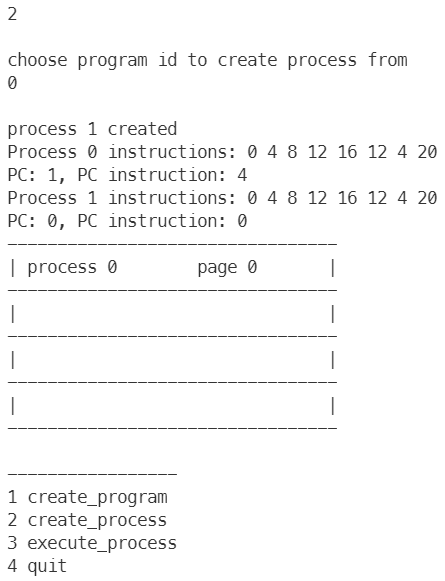 2
choose program id to create process from
0
process 1 created
Process 0 instructions: 0 4 8 12 16 12 4 20
PC: 1, PC instruction: 4
Process 1 instructions: 0 4 8 12 16 12 4 20
PC: 0, PC instruction: 0
---------------------------------
| process 0        page 0       |
---------------------------------
|                               |
---------------------------------
|                               |
---------------------------------
|                               |
---------------------------------
-----------------
1 create_program
2 create_process
3 execute_process
4 quit